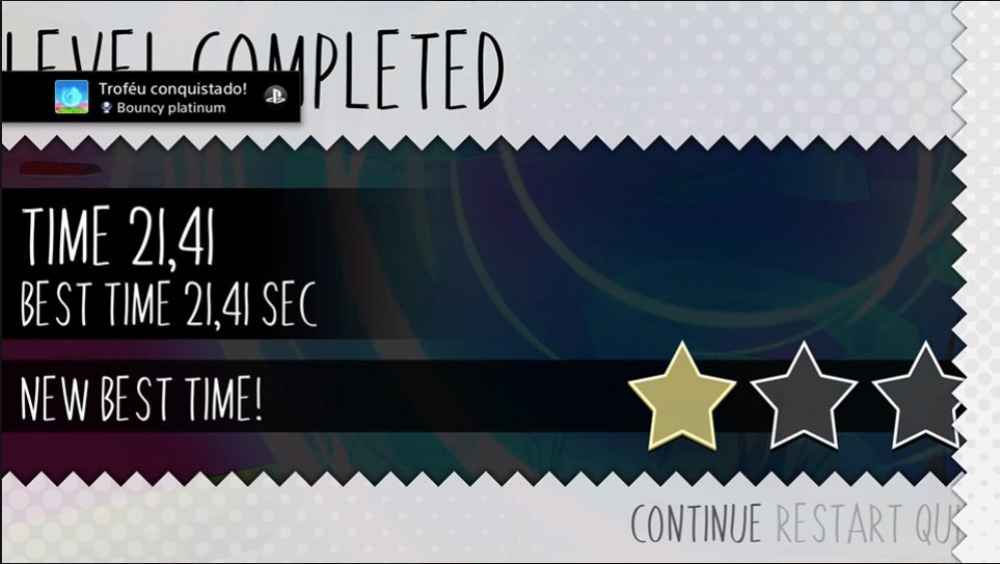 LEVEL COMPLETED
Troféu conquistado!
Bouncy platinum
TIME 21,41
BEST TIME 21,41 SEC
NEW BEST TIME!
CONTINUE RESTART